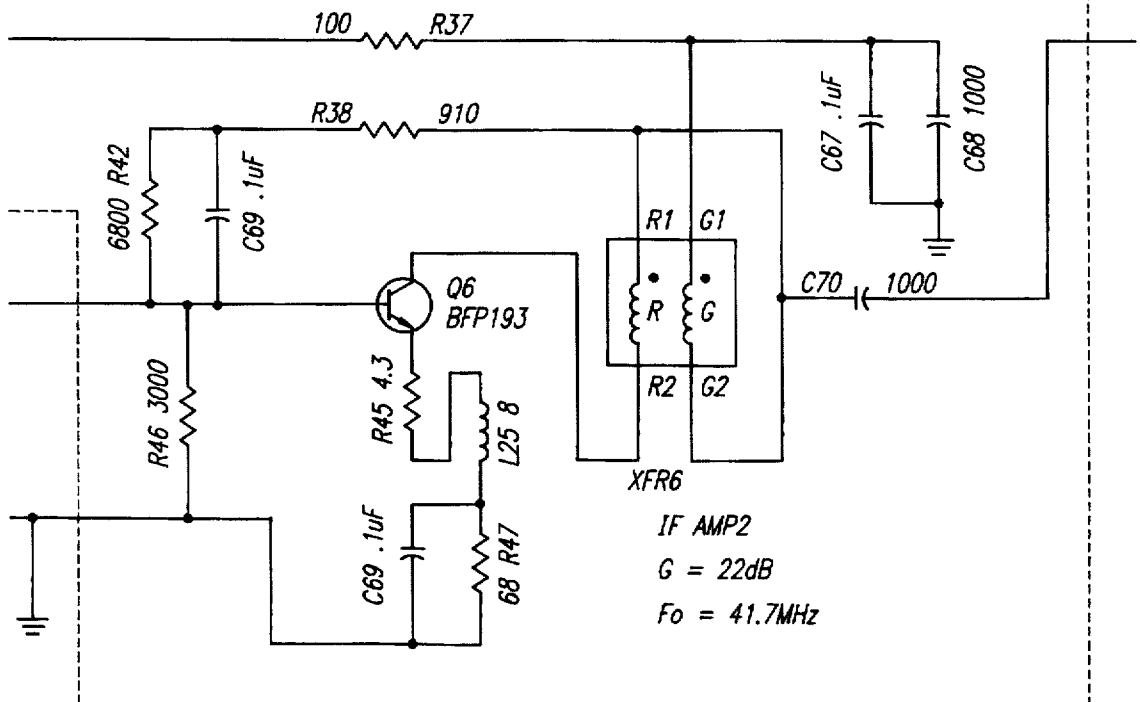 100 R37
R38 910
6800 R42
C69 .1uF
C67 .1uF
C68 1000
R1 G1
R G
R2 G2
C70 1000
Q6
BFP193
R46 3000
R45 4.3
L25 8
XFR6
C69 .1uF
68 R47
IF AMP2
G = 22dB
Fo = 41.7MHz